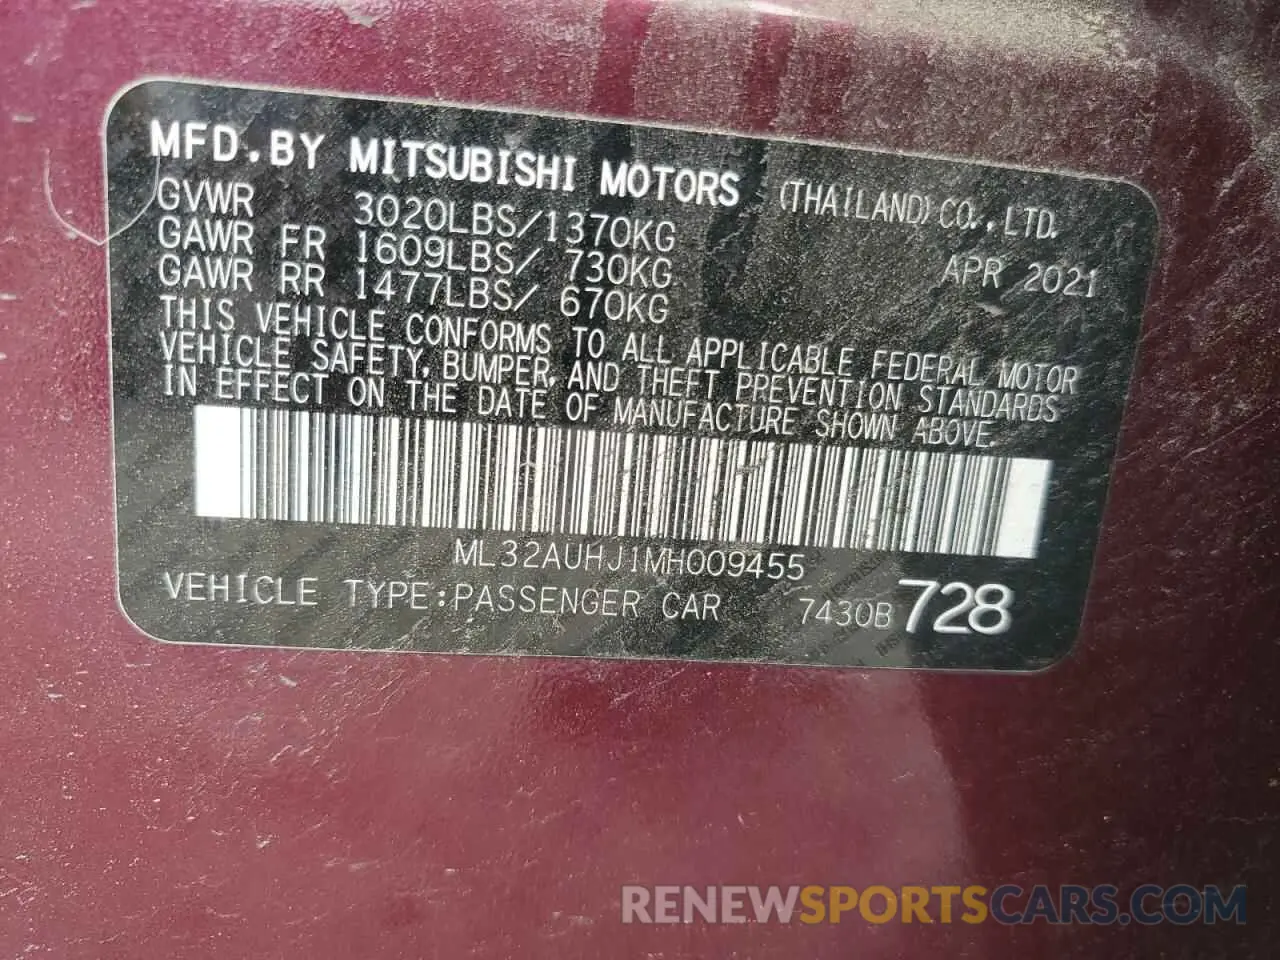 MFD.BY MITSUBISHI MOTORS (THAILAND) CO.,LTD.
GVWR 3020LBS/1370KG
GAWR FR 1609LBS/ 730KG APR 2021
GAWR RR 1477LBS/ 670KG
THIS VEHICLE CONFORMS TO ALL APPLICABLE FEDERAL MOTOR
VEHICLE SAFETY, BUMPER, AND THEFT PREVENTION STANDARDS
IN EFFECT ON THE DATE OF MANUFACTURE SHOWN ABOVE.
ML32AUHJ1MH009455
VEHICLE TYPE:PASSENGER CAR 7430B 728
RENEWSPORTSCARS.COM